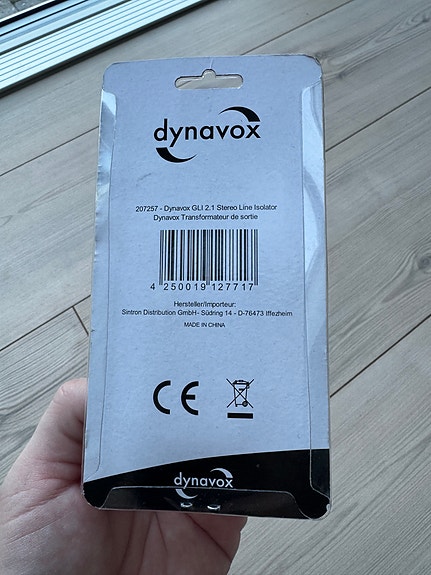 dynavox
207257 - Dynavox GLI 2.1 Stereo Line Isolator
Dynavox Transformateur de sortie
4 250019 127717
Hersteller/Importeur:
Sintron Distribution GmbH- Südring 14 - D-76473 Iffezheim
MADE IN CHINA
CE
dynavox